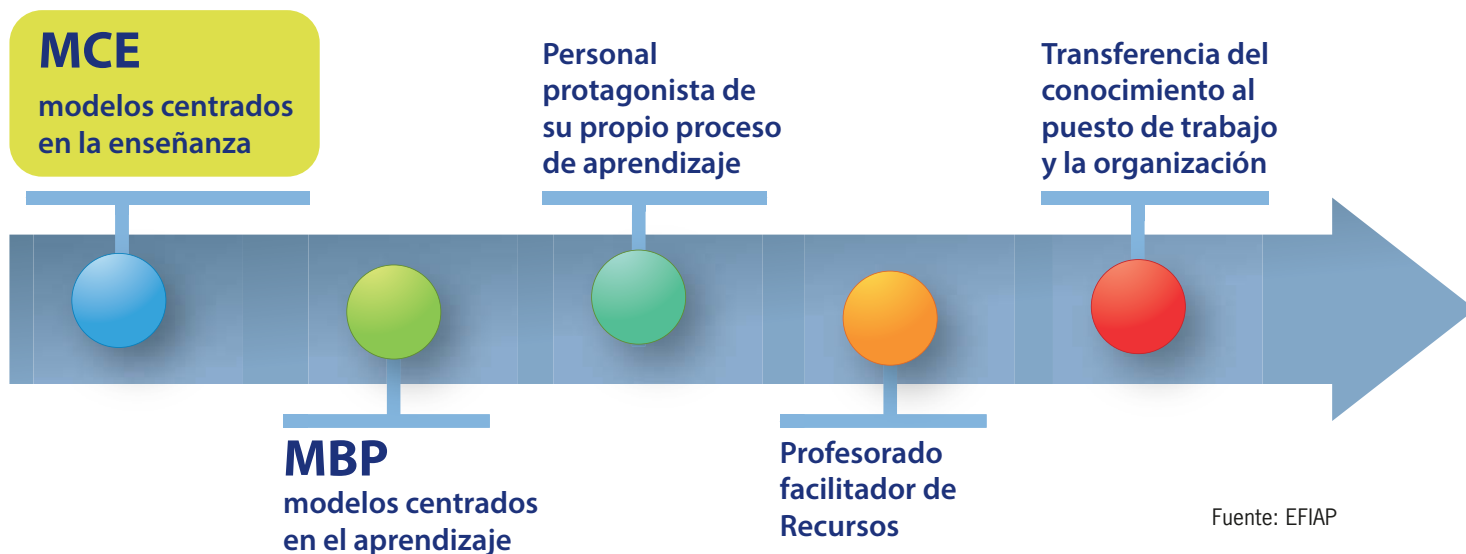 MCE
modelos centrados
en la enseñanza
MBP
modelos centrados
en el aprendizaje
Personal
protagonista de
su propio proceso
de aprendizaje
Profesorado
facilitador de
Recursos
Transferencia del
conocimiento al
puesto de trabajo
y la organización
Fuente: EFIAP